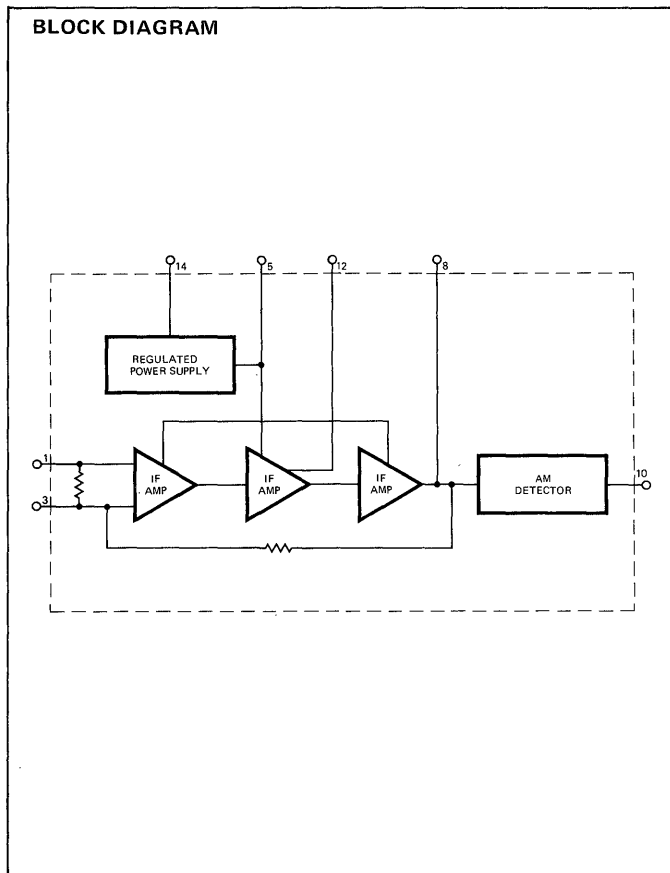 BLOCK DIAGRAM
14
5
12
8
REGULATED
POWER SUPPLY
1
IF
AMP
IF
AMP
IF
AMP
AM
DETECTOR
10
3